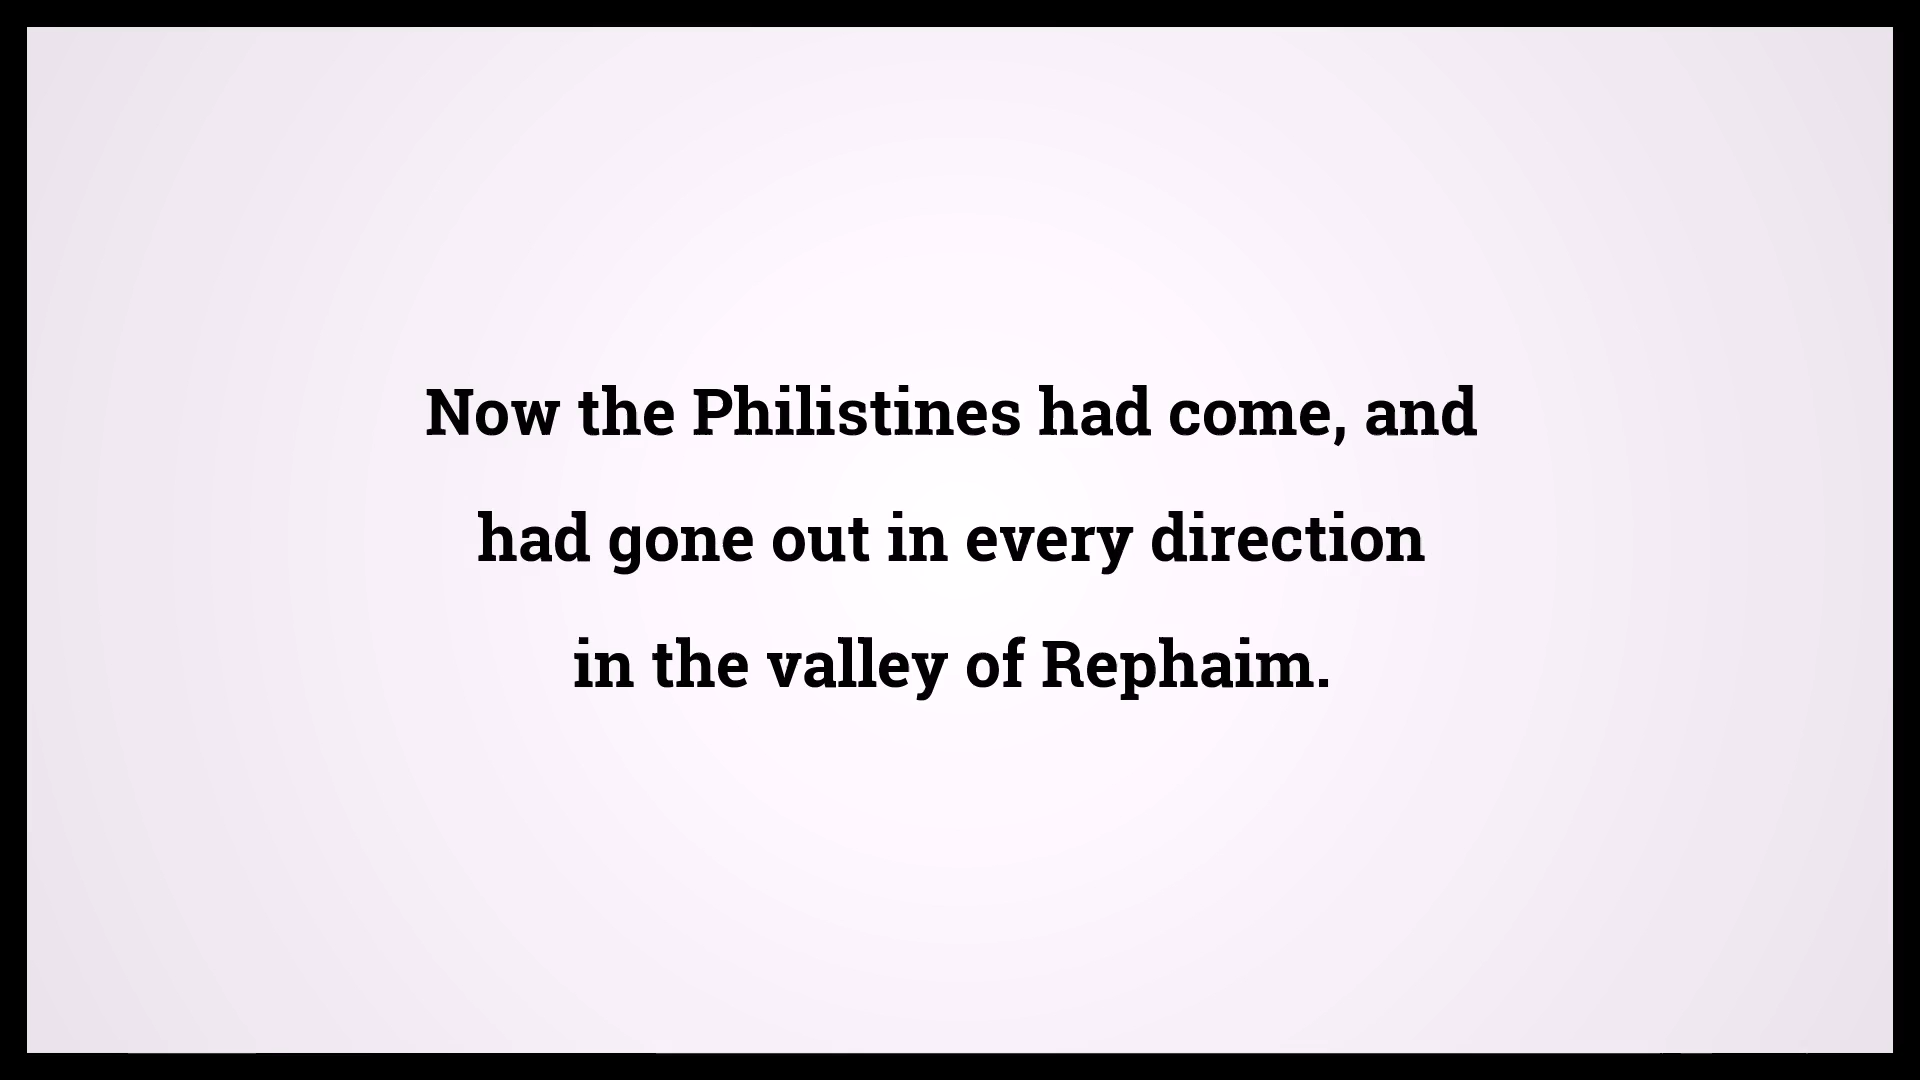 Now the Philistines had come, and
had gone out in every direction
in the valley of Rephaim.